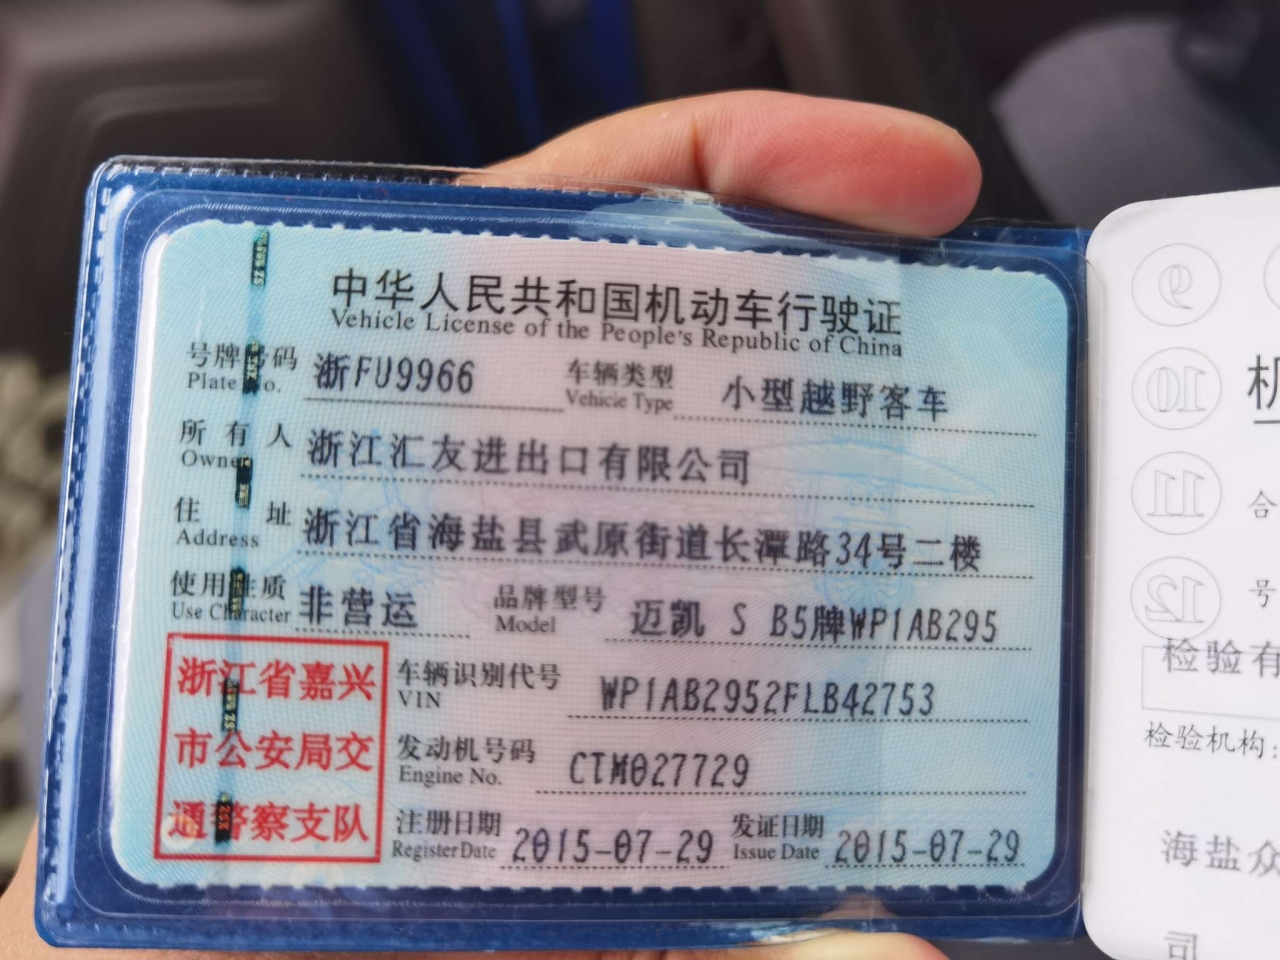 中华人民共和国机动车行驶证
Vehicle License of the People's Republic of China
号牌号码 浙FU9966 车辆类型 小型越野客车
Plate No. Vehicle Type
所有人 浙江汇友进出口有限公司
Owner
住址 浙江省海盐县武原街道长潭路34号二楼
Address
使用性质 非营运 品牌型号 迈凯 S B5牌WP1AB295
Use Character Model
浙江省嘉兴
市公安局交
通警察支队
车辆识别代号 WP1AB2952FLB42753
VIN
发动机号码 CTM027729
Engine No.
注册日期 2015-07-29 发证日期 2015-07-29
Register Date Issue Date
9
10
11
12
机
合
号
检验有
检验机构:
海盐众
司